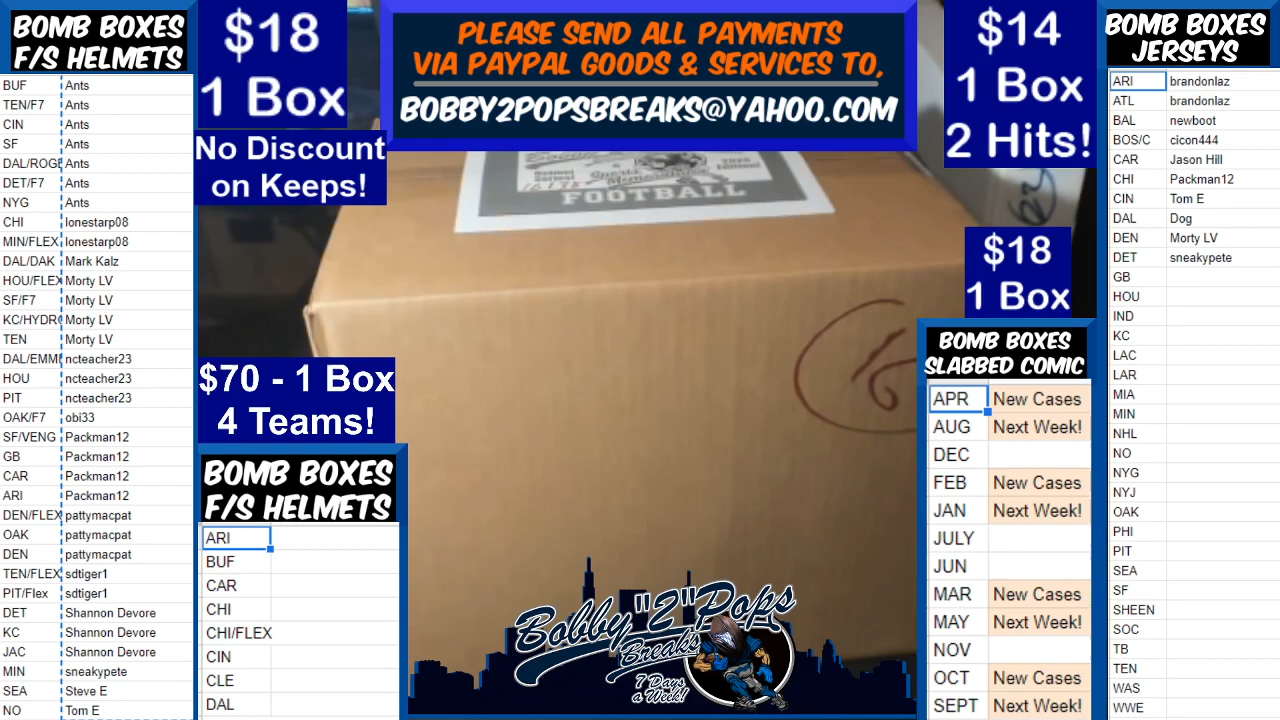 BOMB BOXES
F/S HELMETS
BUF Ants
TEN/F7 Ants
CIN Ants
SF Ants
DAL/ROGE Ants
DET/F7 Ants
NYG Ants
CHI lonestarp08
MIN/FLEX lonestarp08
DAL/DAK Mark Kalz
HOU/FLEX Morty LV
SF/F7 Morty LV
KC/HYDRO Morty LV
TEN Morty LV
DAL/EMMI ncteacher23
HOU ncteacher23
PIT ncteacher23
OAK/F7 obi33
SF/VENG Packman12
GB Packman12
CAR Packman12
ARI Packman12
DEN/FLEX pattymacpat
OAK pattymacpat
DEN pattymacpat
TEN/FLEX sdtiger1
PIT/Flex sdtiger1
DET Shannon Devore
KC Shannon Devore
JAC Shannon Devore
MIN sneakypete
SEA Steve E
NO Tom E
$18
1 Box
No Discount
on Keeps!
$70 - 1 Box
4 Teams!
BOMB BOXES
F/S HELMETS
ARI
BUF
CAR
CHI
CHI/FLEX
CIN
CLE
DAL
PLEASE SEND ALL PAYMENTS
VIA PAYPAL GOODS & SERVICES TO,
BOBBY2POPSBREAKS@YAHOO.COM
FOOTBALL
16
Bobby "2" Pops
Breaks
7 Days
a Week!
$14
1 Box
2 Hits!
$18
1 Box
BOMB BOXES
SLABBED COMIC
APR New Cases
AUG Next Week!
DEC
FEB New Cases
JAN Next Week!
JULY
JUN
MAR New Cases
MAY Next Week!
NOV
OCT New Cases
SEPT Next Week!
BOMB BOXES
JERSEYS
ARI brandonlaz
ATL brandonlaz
BAL newboot
BOS/C cicon444
CAR Jason Hill
CHI Packman12
CIN Tom E
DAL Dog
DEN Morty LV
DET sneakypete
GB
HOU
IND
KC
LAC
LAR
MIA
MIN
NHL
NO
NYG
NYJ
OAK
PHI
PIT
SEA
SF
SHEEN
SOC
TB
TEN
WAS
WWE